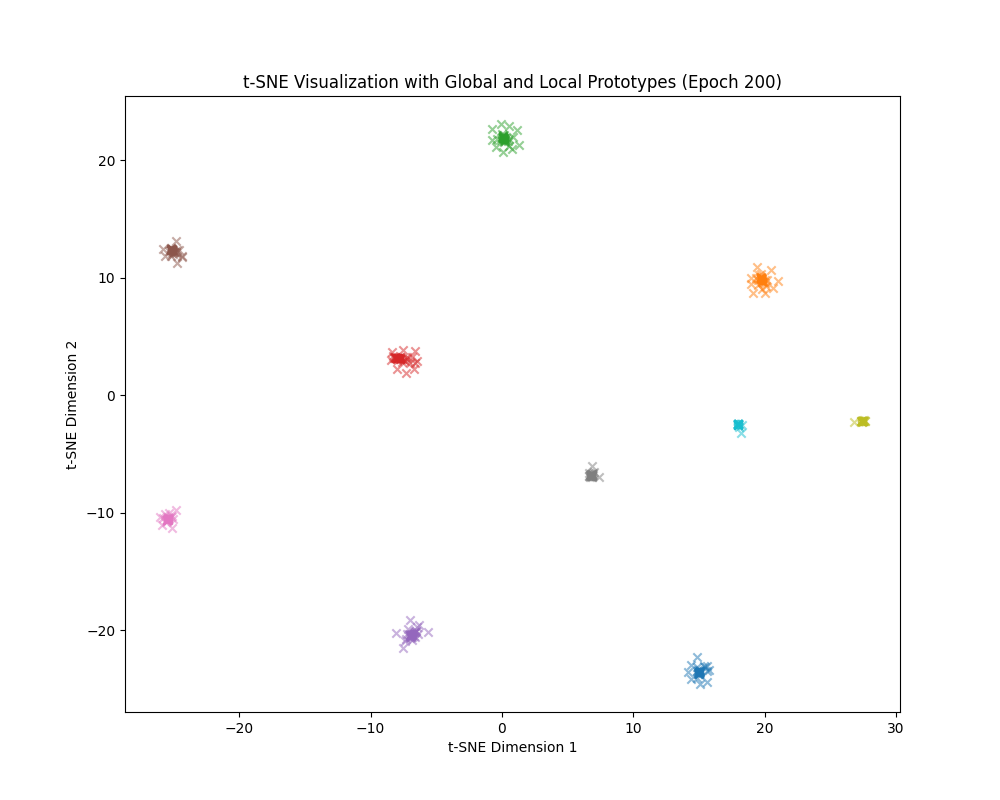 t-SNE Visualization with Global and Local Prototypes (Epoch 200)
20
10
0
−10
−20
t-SNE Dimension 2
−20 −10 0 10 20 30
t-SNE Dimension 1